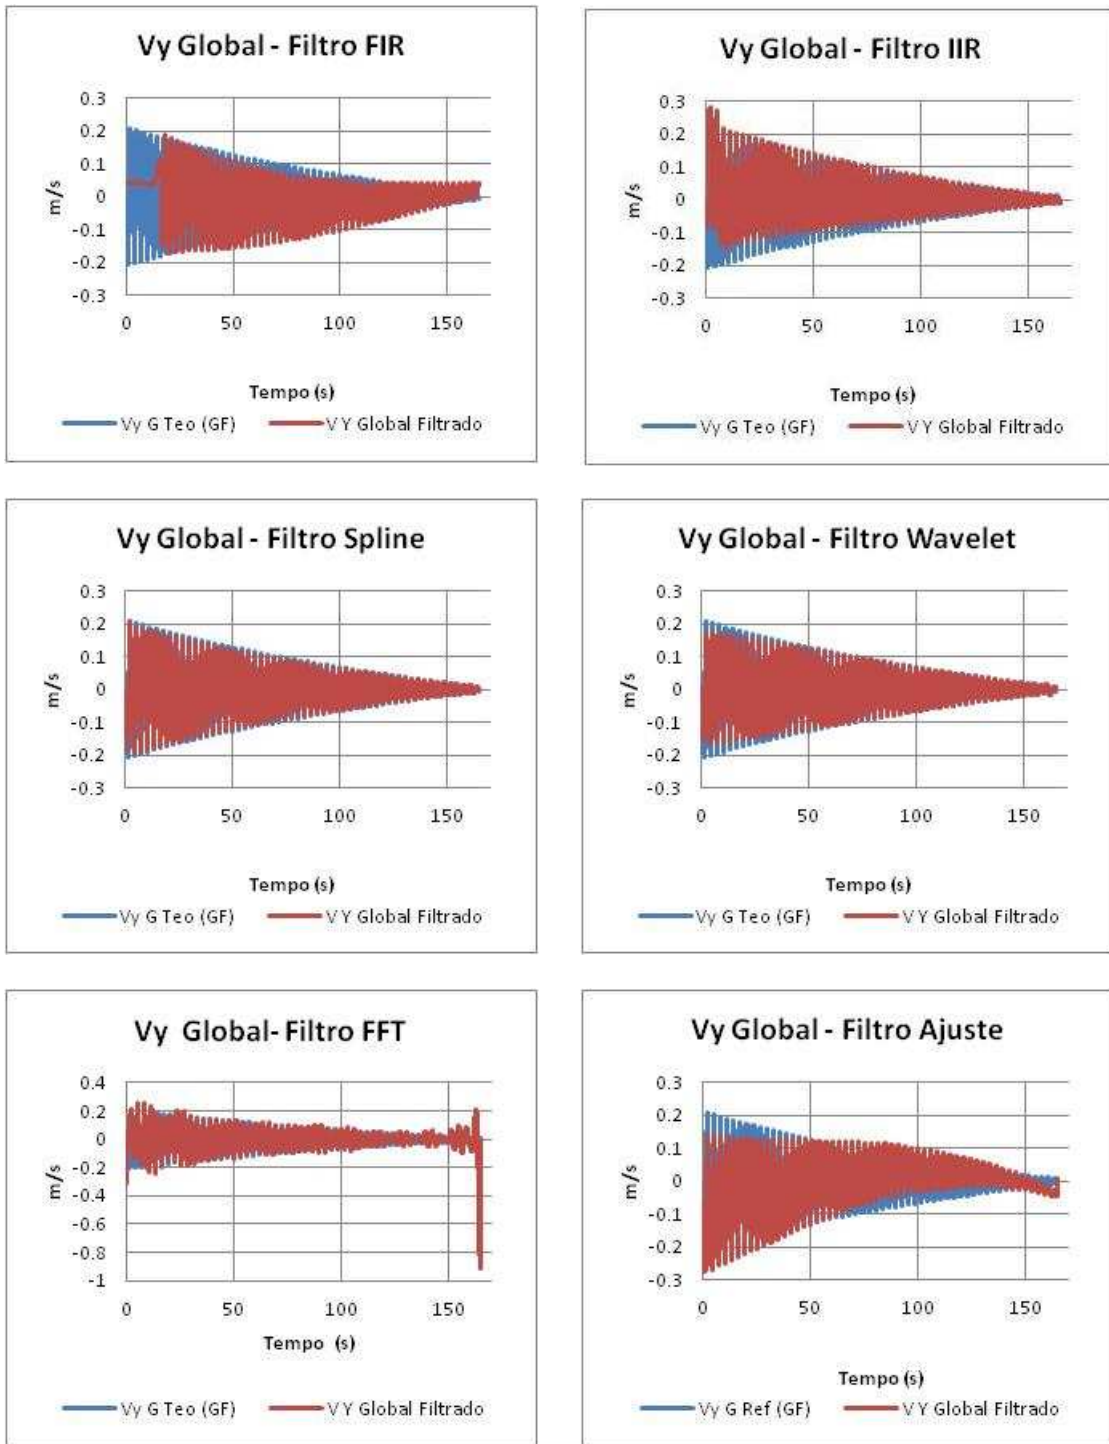 Vy Global - Filtro FIR
0.3
0.2
0.1
0
-0.1
-0.2
-0.3
m/s
0 50 100 150
Tempo (s)
Vy G Teo (GF) V Y Global Filtrado
Vy Global - Filtro IIR
0.3
0.2
0.1
0
-0.1
-0.2
-0.3
m/s
0 50 100 150
Tempo (s)
Vy G Teo (GF) V Y Global Filtrado
Vy Global - Filtro Spline
0.3
0.2
0.1
0
-0.1
-0.2
-0.3
m/s
0 50 100 150
Tempo (s)
Vy G Teo (GF) V Y Global Filtrado
Vy Global - Filtro Wavelet
0.3
0.2
0.1
0
-0.1
-0.2
-0.3
m/s
0 50 100 150
Tempo (s)
Vy G Teo (GF) V Y Global Filtrado
Vy Global- Filtro FFT
0.4
0.2
0
-0.2
-0.4
-0.6
-0.8
-1
m/s
0 50 100 150
Tempo (s)
Vy G Teo (GF) V Y Global Filtrado
Vy Global - Filtro Ajuste
0.3
0.2
0.1
0
-0.1
-0.2
-0.3
m/s
0 50 100 150
Tempo (s)
Vy G Ref (GF) V Y Global Filtrado